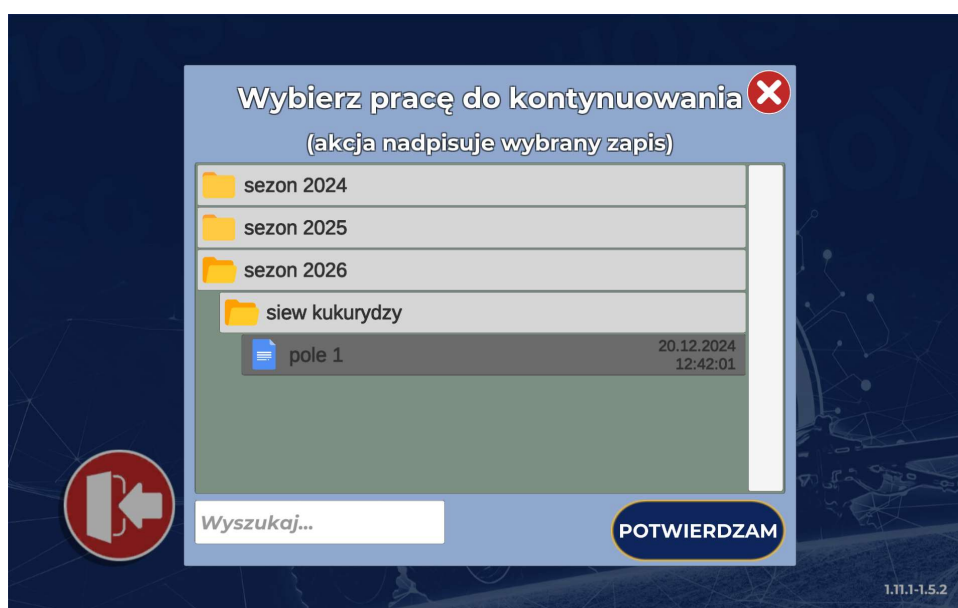 Wybierz pracę do kontynuowania
(akcja nadpisuje wybrany zapis)
sezon 2024
sezon 2025
sezon 2026
siew kukurydzy
pole 1
20.12.2024
12:42:01
Wyszukaj...
POTWIERDZAM
1.11.1-1.5.2